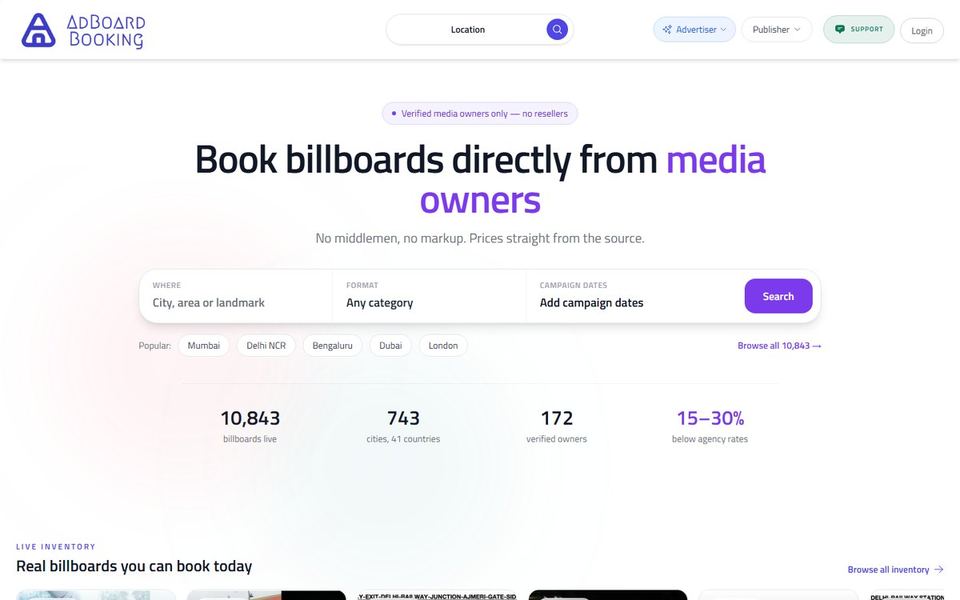 ADBOARD
BOOKING
Location
Advertiser
Publisher
SUPPORT
Login
Verified media owners only — no resellers
Book billboards directly from media
owners
No middlemen, no markup. Prices straight from the source.
WHERE
City, area or landmark
FORMAT
Any category
CAMPAIGN DATES
Add campaign dates
Search
Popular:
Mumbai
Delhi NCR
Bengaluru
Dubai
London
Browse all 10,843 →
10,843
billboards live
743
cities, 41 countries
172
verified owners
15–30%
below agency rates
LIVE INVENTORY
Real billboards you can book today
Browse all inventory →